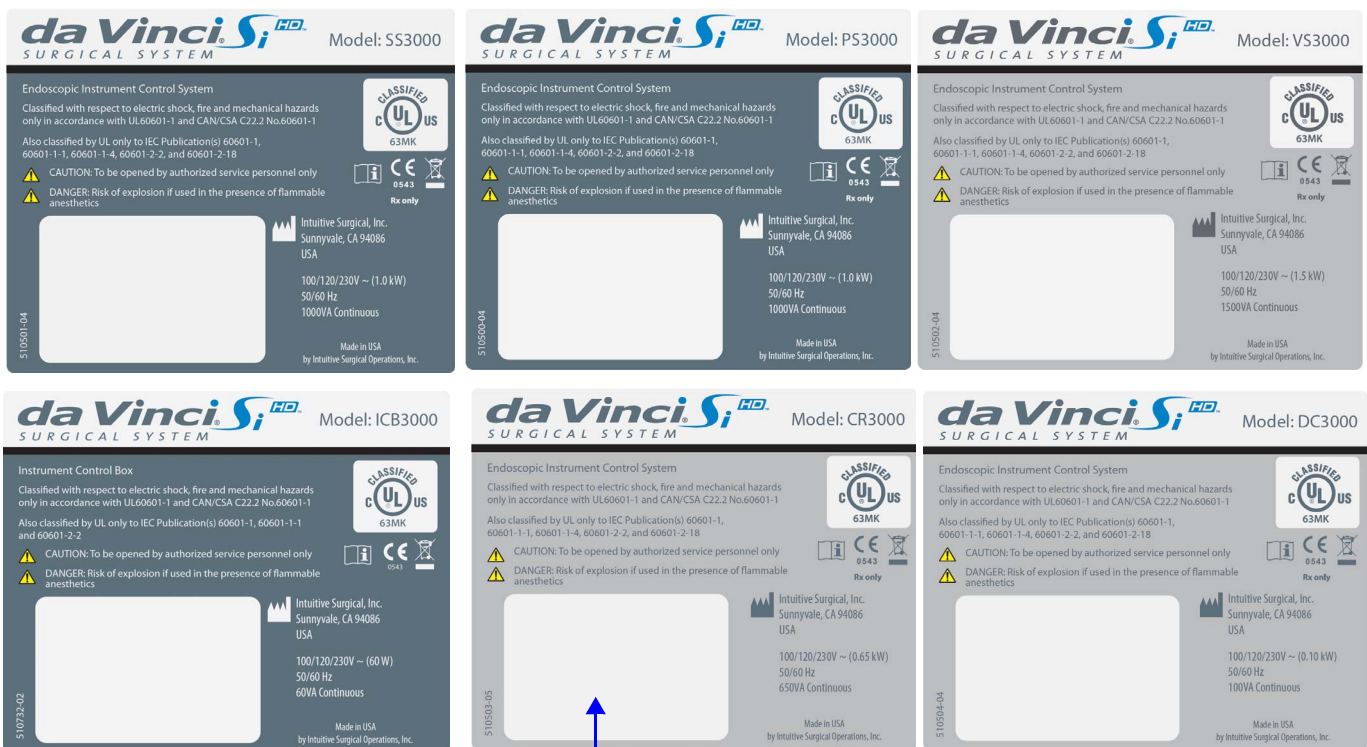 da Vinci® Si HD™ Model: SS3000
SURGICAL SYSTEM
Endoscopic Instrument Control System
Classified with respect to electric shock, fire and mechanical hazards
only in accordance with UL60601-1 and CAN/CSA C22.2 No.60601-1
Also classified by UL only to IEC Publication(s) 60601-1,
60601-1-1, 60601-1-4, 60601-2-2, and 60601-2-18
CAUTION: To be opened by authorized service personnel only
DANGER: Risk of explosion if used in the presence of flammable
anesthetics
CLASSIFIED
C UL® US
63MK
i CE
0543
Rx only
Intuitive Surgical, Inc.
Sunnyvale, CA 94086
USA
100/120/230V ~ (1.0 kW)
50/60 Hz
1000VA Continuous
Made in USA
by Intuitive Surgical Operations, Inc.
510501-04
da Vinci® Si HD™ Model: PS3000
SURGICAL SYSTEM
Endoscopic Instrument Control System
Classified with respect to electric shock, fire and mechanical hazards
only in accordance with UL60601-1 and CAN/CSA C22.2 No.60601-1
Also classified by UL only to IEC Publication(s) 60601-1,
60601-1-1, 60601-1-4, 60601-2-2, and 60601-2-18
CAUTION: To be opened by authorized service personnel only
DANGER: Risk of explosion if used in the presence of flammable
anesthetics
CLASSIFIED
C UL® US
63MK
i CE
0543
Rx only
Intuitive Surgical, Inc.
Sunnyvale, CA 94086
USA
100/120/230V ~ (1.0 kW)
50/60 Hz
1000VA Continuous
Made in USA
by Intuitive Surgical Operations, Inc.
510500-04
da Vinci® Si HD™ Model: VS3000
SURGICAL SYSTEM
Endoscopic Instrument Control System
Classified with respect to electric shock, fire and mechanical hazards
only in accordance with UL60601-1 and CAN/CSA C22.2 No.60601-1
Also classified by UL only to IEC Publication(s) 60601-1,
60601-1-1, 60601-1-4, 60601-2-2, and 60601-2-18
CAUTION: To be opened by authorized service personnel only
DANGER: Risk of explosion if used in the presence of flammable
anesthetics
CLASSIFIED
C UL® US
63MK
i CE
0543
Rx only
Intuitive Surgical, Inc.
Sunnyvale, CA 94086
USA
100/120/230V ~ (1.5 kW)
50/60 Hz
1500VA Continuous
Made in USA
by Intuitive Surgical Operations, Inc.
510502-04
da Vinci® Si HD™ Model: ICB3000
SURGICAL SYSTEM
Instrument Control Box
Classified with respect to electric shock, fire and mechanical hazards
only in accordance with UL60601-1 and CAN/CSA C22.2 No.60601-1
Also classified by UL only to IEC Publication(s) 60601-1, 60601-1-1
and 60601-2-2
CAUTION: To be opened by authorized service personnel only
DANGER: Risk of explosion if used in the presence of flammable
anesthetics
CLASSIFIED
C UL® US
63MK
i CE
0543
Intuitive Surgical, Inc.
Sunnyvale, CA 94086
USA
100/120/230V ~ (60 W)
50/60 Hz
60VA Continuous
Made in USA
by Intuitive Surgical Operations, Inc.
510732-02
da Vinci® Si HD™ Model: CR3000
SURGICAL SYSTEM
Endoscopic Instrument Control System
Classified with respect to electric shock, fire and mechanical hazards
only in accordance with UL60601-1 and CAN/CSA C22.2 No.60601-1
Also classified by UL only to IEC Publication(s) 60601-1,
60601-1-1, 60601-1-4, 60601-2-2, and 60601-2-18
CAUTION: To be opened by authorized service personnel only
DANGER: Risk of explosion if used in the presence of flammable
anesthetics
CLASSIFIED
C UL® US
63MK
i CE
0543
Rx only
Intuitive Surgical, Inc.
Sunnyvale, CA 94086
USA
100/120/230V ~ (0.65 kW)
50/60 Hz
650VA Continuous
Made in USA
by Intuitive Surgical Operations, Inc.
510503-05
da Vinci® Si HD™ Model: DC3000
SURGICAL SYSTEM
Endoscopic Instrument Control System
Classified with respect to electric shock, fire and mechanical hazards
only in accordance with UL60601-1 and CAN/CSA C22.2 No.60601-1
Also classified by UL only to IEC Publication(s) 60601-1,
60601-1-1, 60601-1-4, 60601-2-2, and 60601-2-18
CAUTION: To be opened by authorized service personnel only
DANGER: Risk of explosion if used in the presence of flammable
anesthetics
CLASSIFIED
C UL® US
63MK
i CE
0543
Rx only
Intuitive Surgical, Inc.
Sunnyvale, CA 94086
USA
100/120/230V ~ (0.10 kW)
50/60 Hz
100VA Continuous
Made in USA
by Intuitive Surgical Operations, Inc.
510504-04